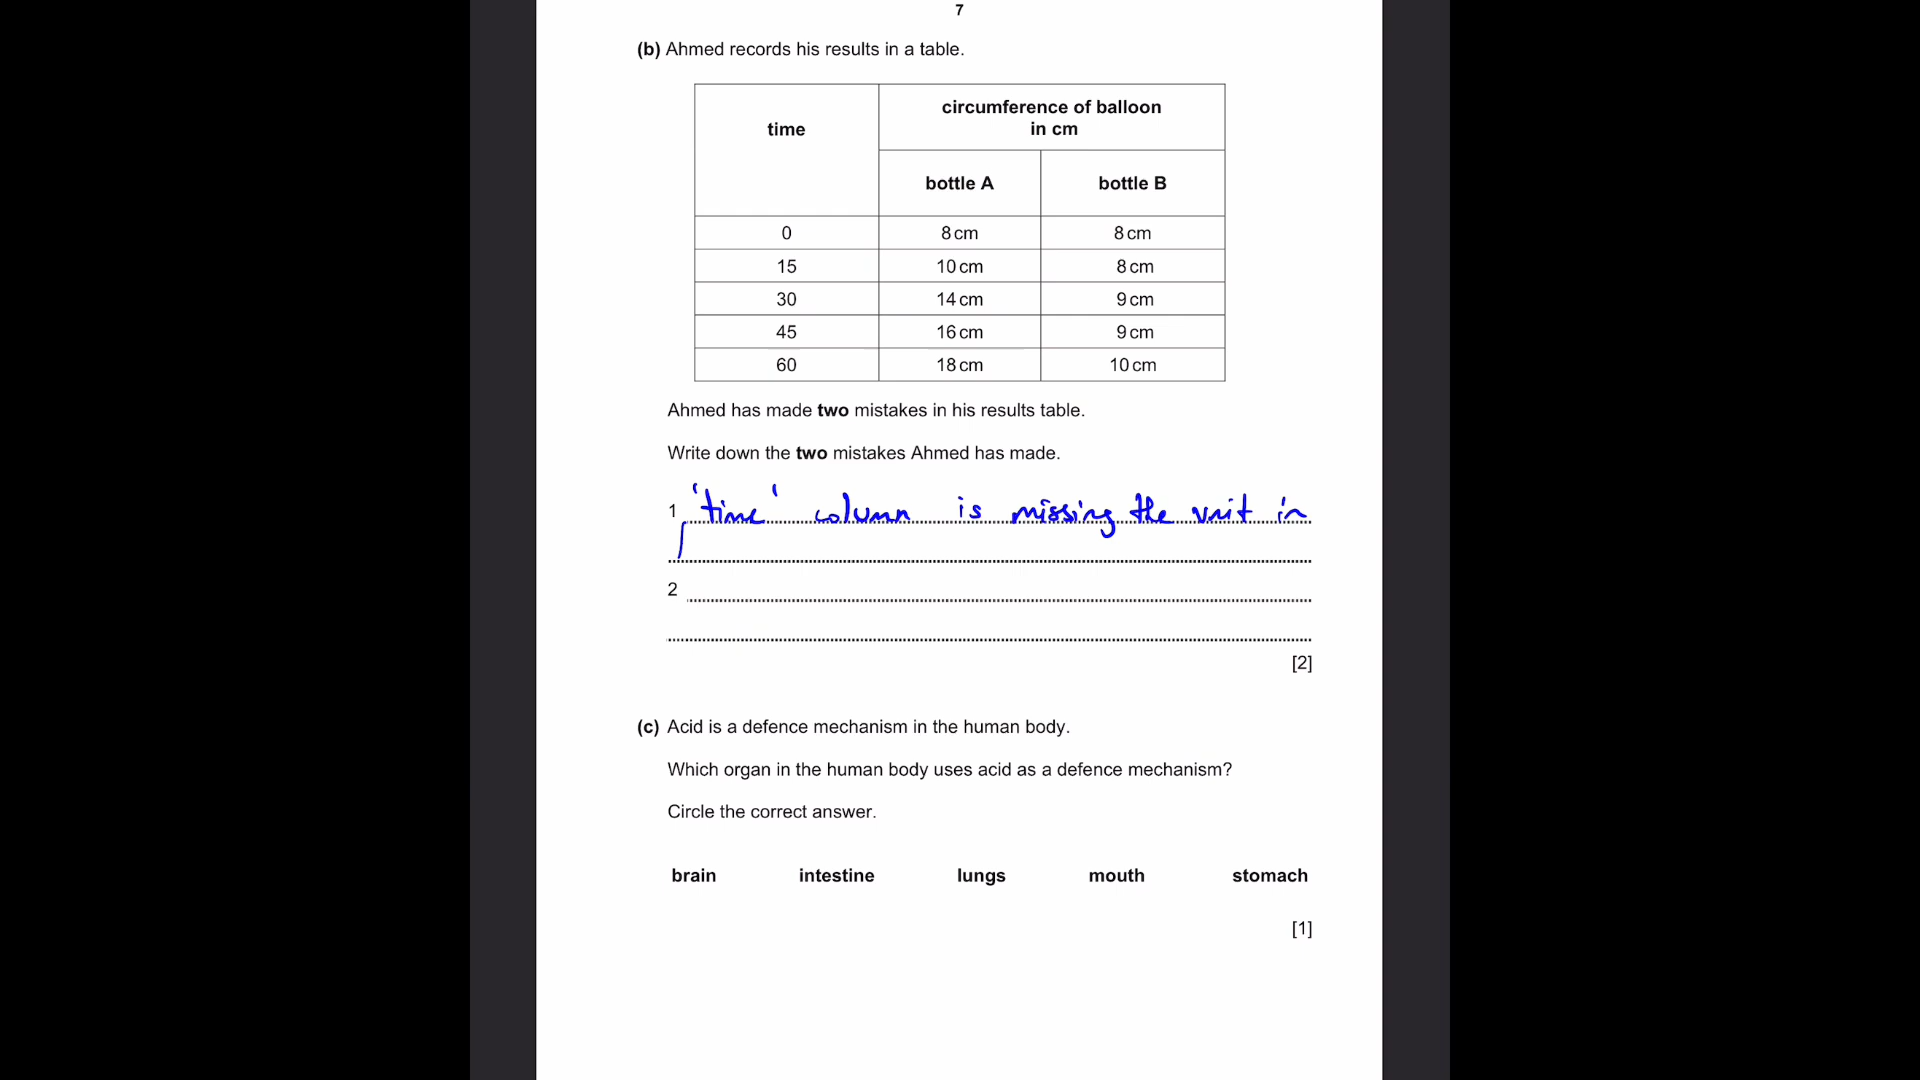 7
(b) Ahmed records his results in a table.
time
circumference of balloon
in cm
bottle A bottle B
0 8 cm 8 cm
15 10 cm 8 cm
30 14 cm 9 cm
45 16 cm 9 cm
60 18 cm 10 cm
Ahmed has made two mistakes in his results table.
Write down the two mistakes Ahmed has made.
1 'time' column is missing the unit in
2
[2]
(c) Acid is a defence mechanism in the human body.
Which organ in the human body uses acid as a defence mechanism?
Circle the correct answer.
brain intestine lungs mouth stomach
[1]